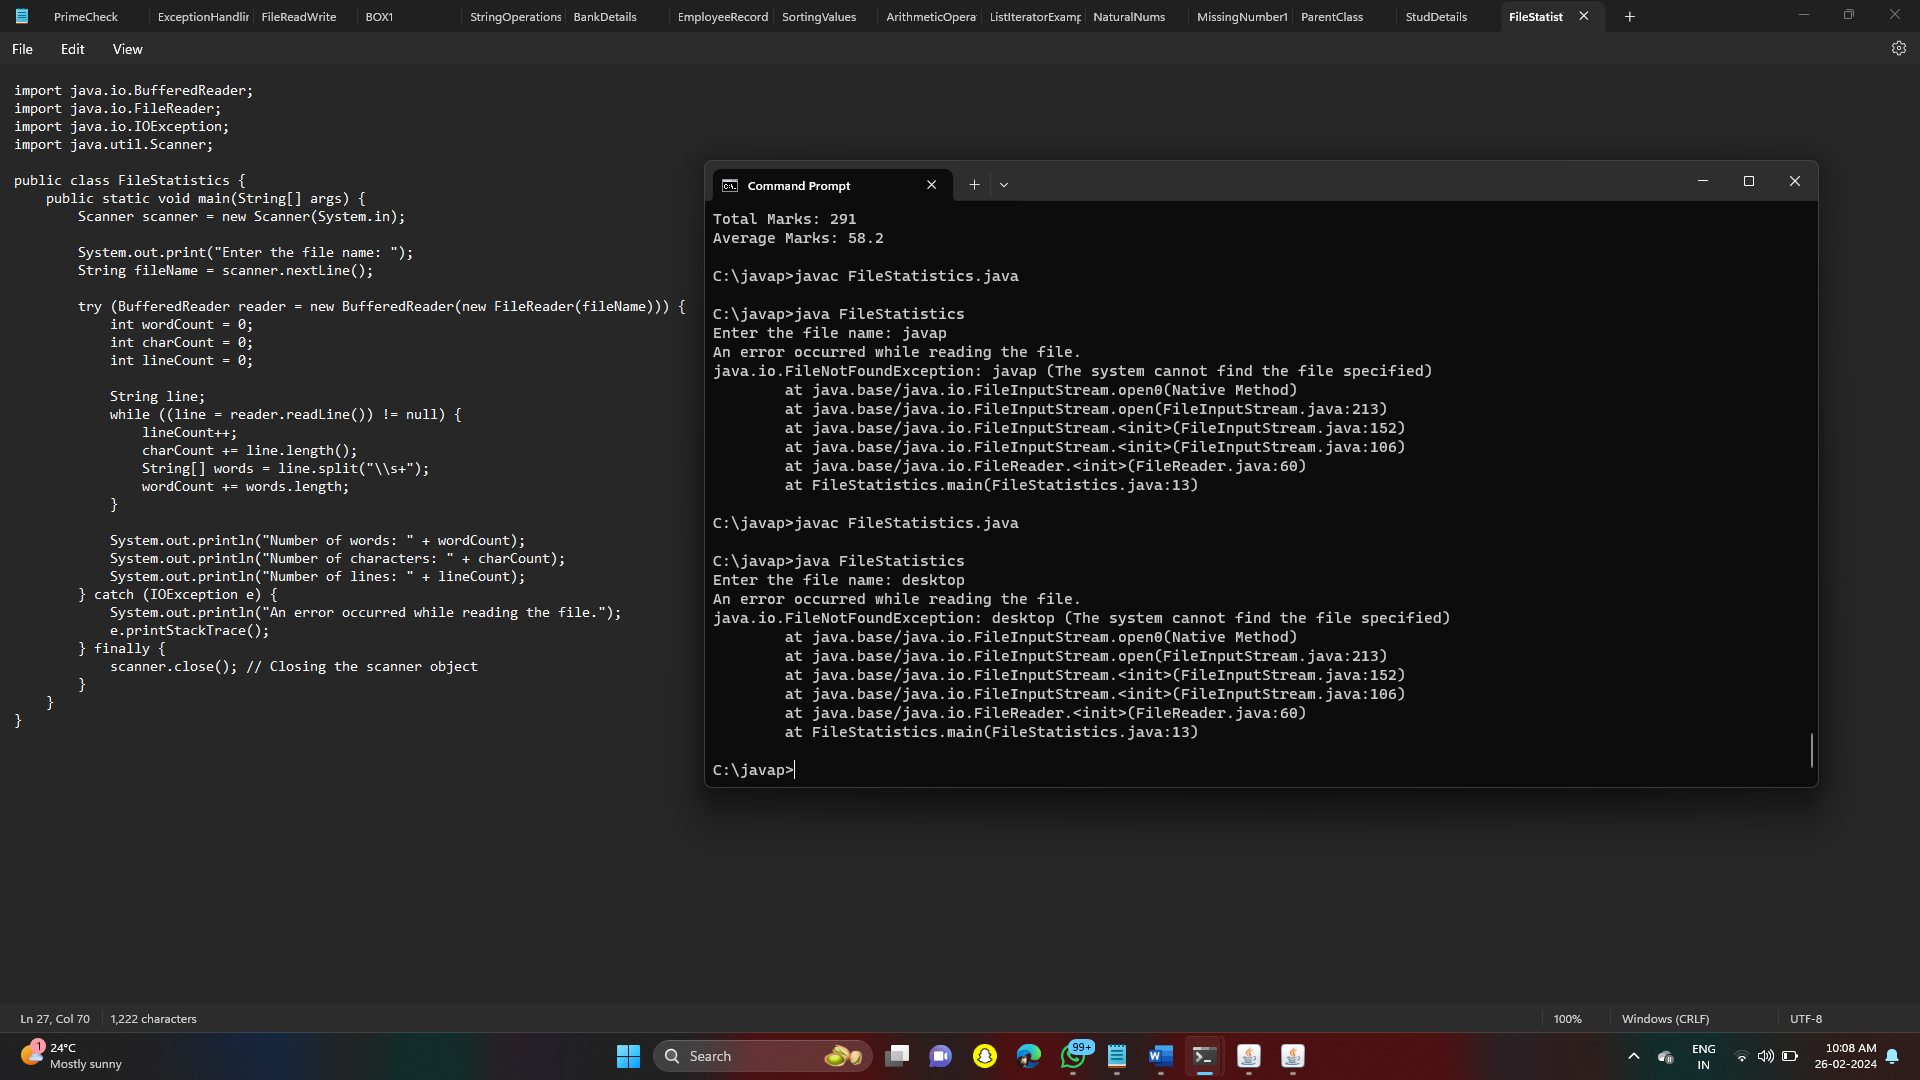 PrimeCheck ExceptionHandlir FileReadWrite BOX1 StringOperations BankDetails EmployeeRecord SortingValues ArithmeticOpera ListIteratorExamp NaturalNums MissingNumber1 ParentClass StudDetails FileStatist
File Edit View
import java.io.BufferedReader;
import java.io.FileReader;
import java.io.IOException;
import java.util.Scanner;
public class FileStatistics {
public static void main(String[] args) {
Scanner scanner = new Scanner(System.in);
System.out.print("Enter the file name: ");
String fileName = scanner.nextLine();
try (BufferedReader reader = new BufferedReader(new FileReader(fileName))) {
int wordCount = 0;
int charCount = 0;
int lineCount = 0;
String line;
while ((line = reader.readLine()) != null) {
lineCount++;
charCount += line.length();
String[] words = line.split("\\s+");
wordCount += words.length;
}
System.out.println("Number of words: " + wordCount);
System.out.println("Number of characters: " + charCount);
System.out.println("Number of lines: " + lineCount);
} catch (IOException e) {
System.out.println("An error occurred while reading the file.");
e.printStackTrace();
} finally {
scanner.close(); // Closing the scanner object
}
}
}
Command Prompt
Total Marks: 291
Average Marks: 58.2
C:\javap>javac FileStatistics.java
C:\javap>java FileStatistics
Enter the file name: javap
An error occurred while reading the file.
java.io.FileNotFoundException: javap (The system cannot find the file specified)
at java.base/java.io.FileInputStream.open0(Native Method)
at java.base/java.io.FileInputStream.open(FileInputStream.java:213)
at java.base/java.io.FileInputStream.<init>(FileInputStream.java:152)
at java.base/java.io.FileInputStream.<init>(FileInputStream.java:106)
at java.base/java.io.FileReader.<init>(FileReader.java:60)
at FileStatistics.main(FileStatistics.java:13)
C:\javap>javac FileStatistics.java
C:\javap>java FileStatistics
Enter the file name: desktop
An error occurred while reading the file.
java.io.FileNotFoundException: desktop (The system cannot find the file specified)
at java.base/java.io.FileInputStream.open0(Native Method)
at java.base/java.io.FileInputStream.open(FileInputStream.java:213)
at java.base/java.io.FileInputStream.<init>(FileInputStream.java:152)
at java.base/java.io.FileInputStream.<init>(FileInputStream.java:106)
at java.base/java.io.FileReader.<init>(FileReader.java:60)
at FileStatistics.main(FileStatistics.java:13)
C:\javap>
Ln 27, Col 70 1,222 characters 100% Windows (CRLF) UTF-8
1
24°C
Mostly sunny
Search
99+
ENG
IN
10:08 AM
26-02-2024